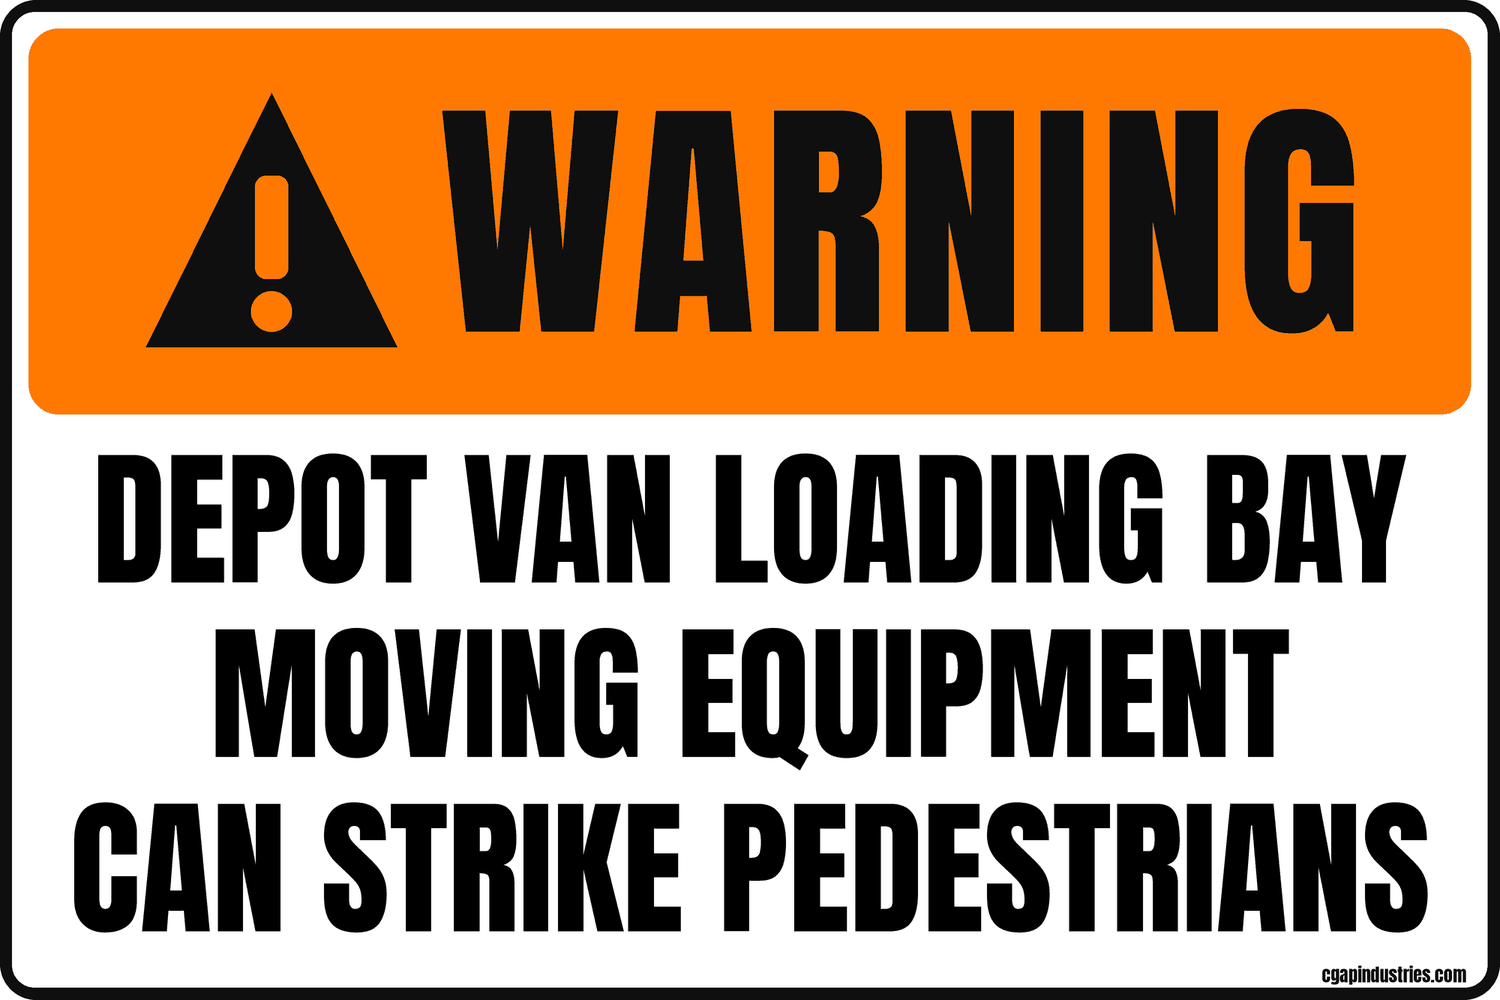 WARNING
DEPOT VAN LOADING BAY
MOVING EQUIPMENT
CAN STRIKE PEDESTRIANS
cgapindustries.com